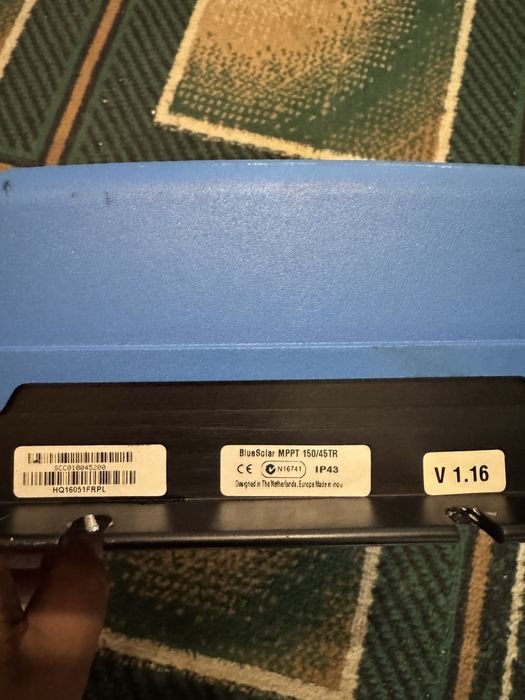 SCC010045200
HQ16051FRPL
BlueSolar MPPT 150/45TR
CE N16741 IP43
Designed in The Netherlands, Europe Made in India
V 1.16